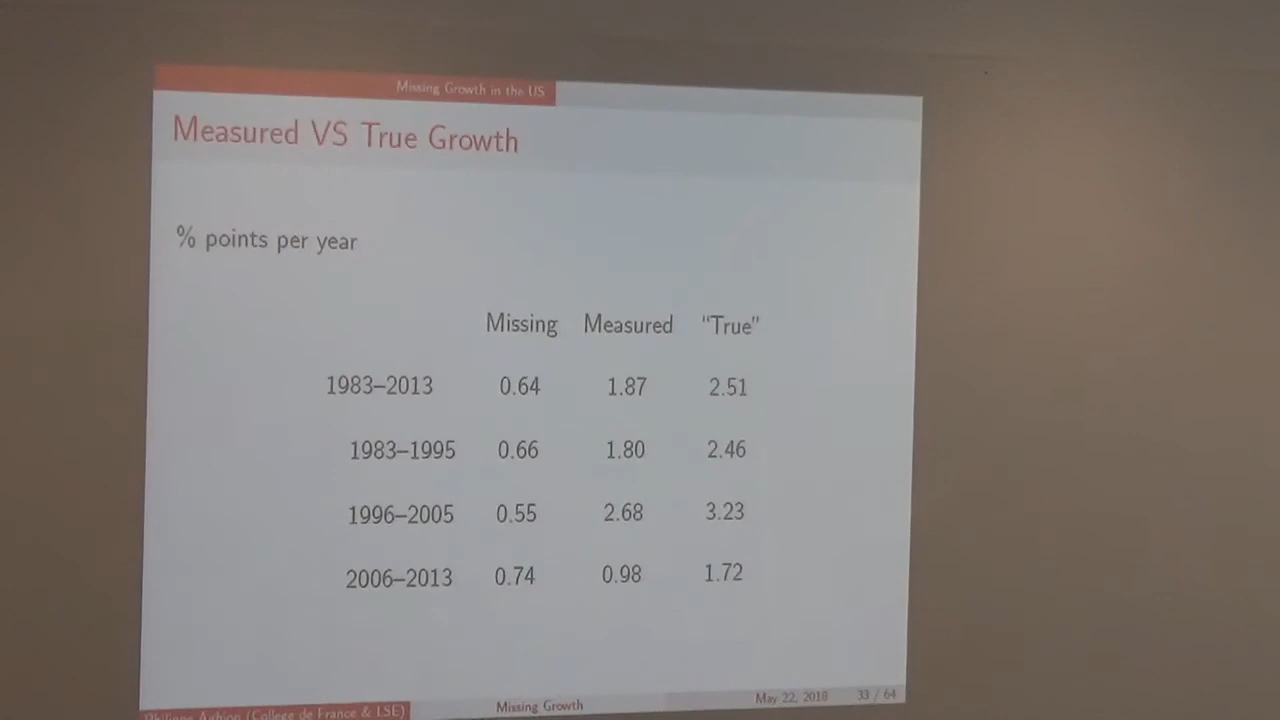 Missing Growth in the US
Measured VS True Growth
% points per year
Missing Measured "True"
1983–2013 0.64 1.87 2.51
1983–1995 0.66 1.80 2.46
1996–2005 0.55 2.68 3.23
2006–2013 0.74 0.98 1.72
Philippe Aghion (College de France & LSE) Missing Growth May 22, 2018 33 / 64